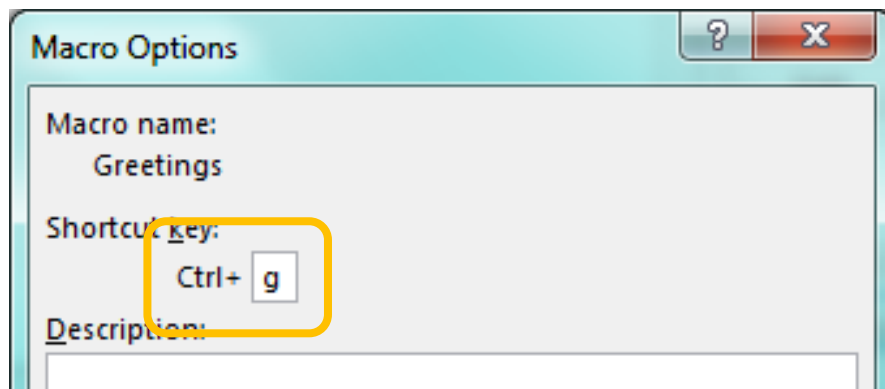 Macro Options
Macro name:
Greetings
Shortcut key:
Ctrl+ g
Description: